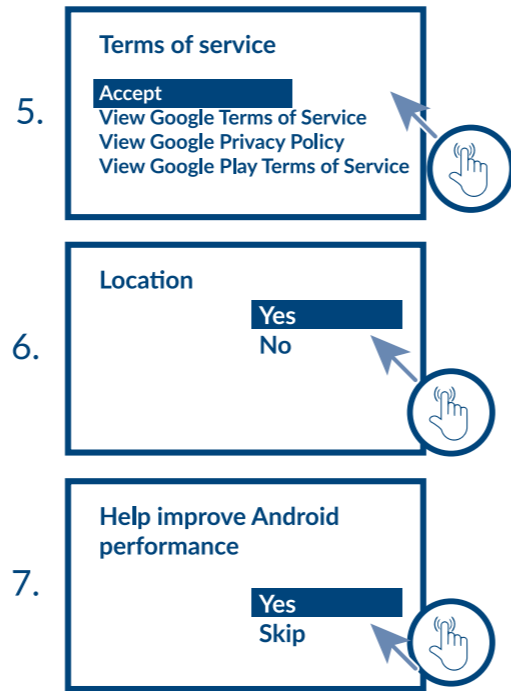 5.
Terms of service
Accept
View Google Terms of Service
View Google Privacy Policy
View Google Play Terms of Service
6.
Location
Yes
No
7.
Help improve Android
performance
Yes
Skip